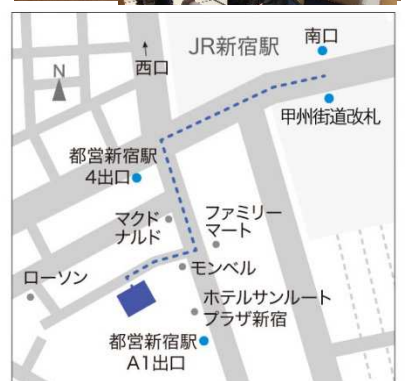 JR新宿駅
南口
↑
西口
N
甲州街道改札
都営新宿駅
4出口
マクド
ナルド
ファミリー
マート
ローソン
モンベル
ホテルサンルート
プラザ新宿
都営新宿駅
A1出口